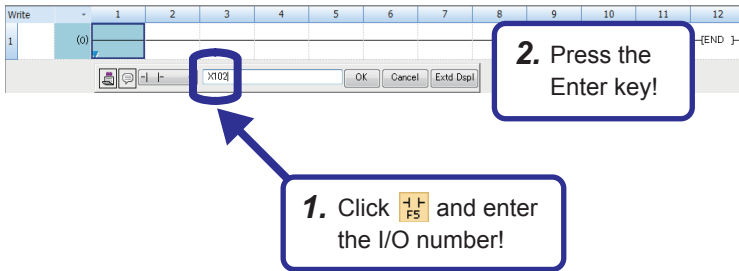 Write 1 2 3 4 5 6 7 8 9 10 11 12
1 (0) [END ]
X102 OK Cancel Extd Dspl
2. Press the
Enter key!
1. Click F5 and enter
the I/O number!